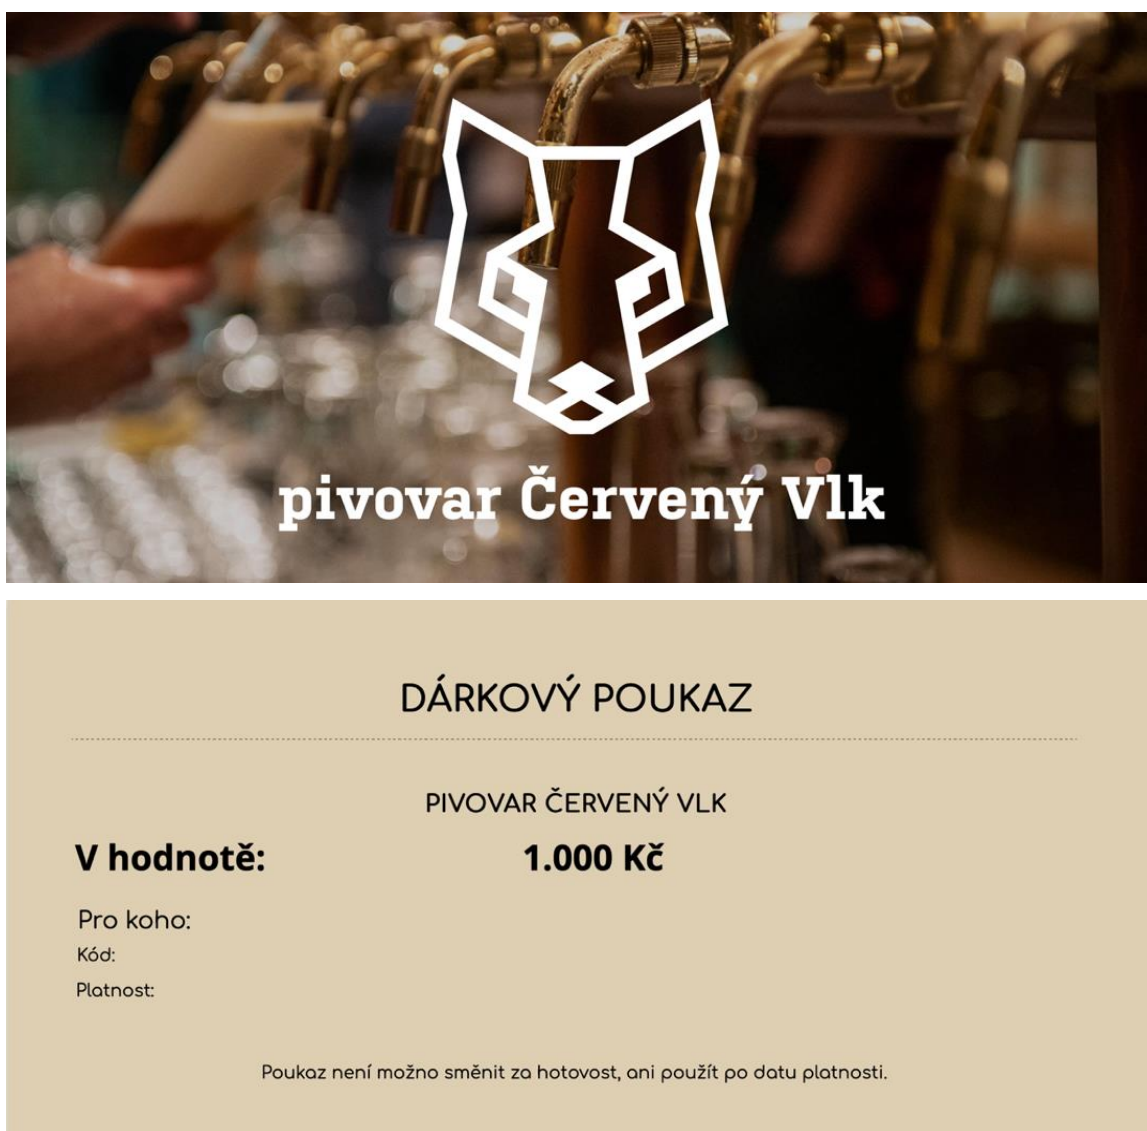 pivovar Červený Vlk
DÁRKOVÝ POUKAZ
PIVOVAR ČERVENÝ VLK
V hodnotě: 1.000 Kč
Pro koho:
Kód:
Platnost:
Poukaz není možno směnit za hotovost, ani použít po datu platnosti.